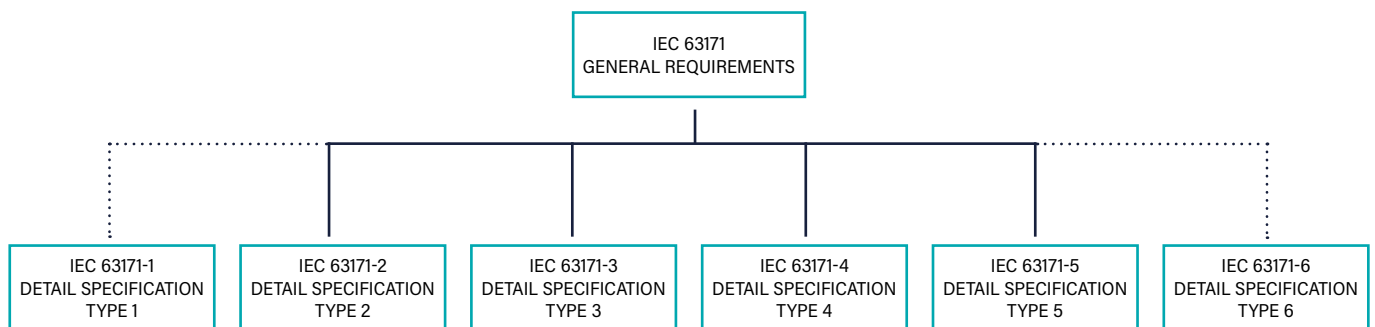 IEC 63171
GENERAL REQUIREMENTS
IEC 63171-1
DETAIL SPECIFICATION
TYPE 1
IEC 63171-2
DETAIL SPECIFICATION
TYPE 2
IEC 63171-3
DETAIL SPECIFICATION
TYPE 3
IEC 63171-4
DETAIL SPECIFICATION
TYPE 4
IEC 63171-5
DETAIL SPECIFICATION
TYPE 5
IEC 63171-6
DETAIL SPECIFICATION
TYPE 6